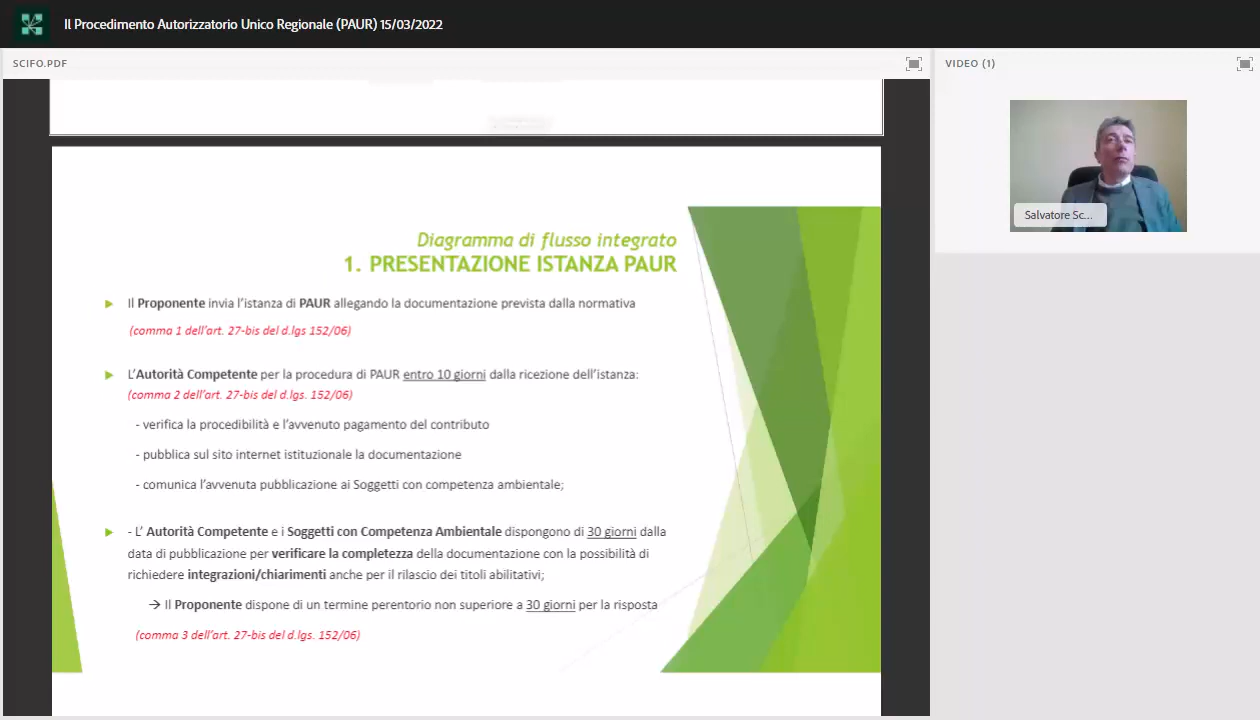 Il Procedimento Autorizzatorio Unico Regionale (PAUR) 15/03/2022
SCIFO.PDF
VIDEO (1)
Salvatore Sc...
Diagramma di flusso integrato
1. PRESENTAZIONE ISTANZA PAUR
Il Proponente invia l'istanza di PAUR allegando la documentazione prevista dalla normativa
(comma 1 dell'art. 27-bis del d.lgs 152/06)
L'Autorità Competente per la procedura di PAUR entro 10 giorni dalla ricezione dell'istanza:
(comma 2 dell'art. 27-bis del d.lgs. 152/06)
- verifica la procedibilità e l'avvenuto pagamento del contributo
- pubblica sul sito internet istituzionale la documentazione
- comunica l'avvenuta pubblicazione ai Soggetti con competenza ambientale;
- L' Autorità Competente e i Soggetti con Competenza Ambientale dispongono di 30 giorni dalla
data di pubblicazione per verificare la completezza della documentazione con la possibilità di
richiedere integrazioni/chiarimenti anche per il rilascio dei titoli abilitativi;
→ Il Proponente dispone di un termine perentorio non superiore a 30 giorni per la risposta
(comma 3 dell'art. 27-bis del d.lgs. 152/06)